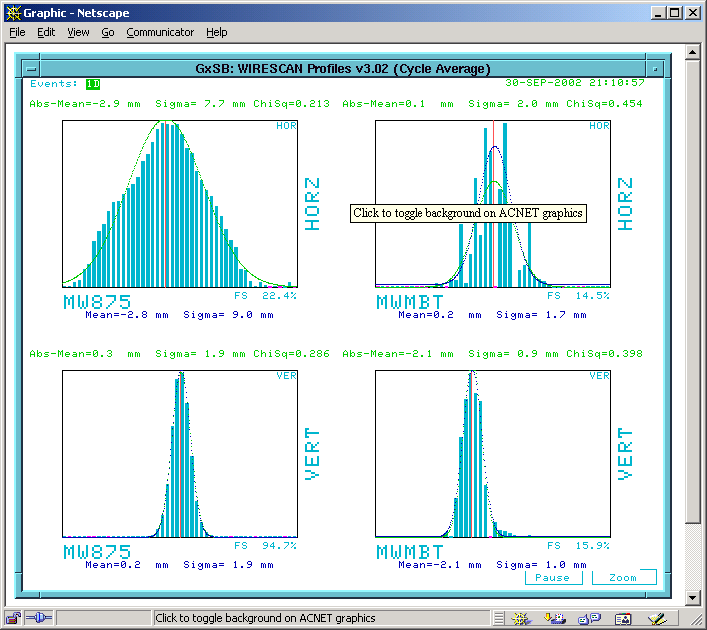 Graphic - Netscape
File Edit View Go Communicator Help
GxSB: WIRESCAN Profiles v3.02 (Cycle Average)
Events: 1D 30-SEP-2002 21:10:57
Abs-Mean=-2.9 mm Sigma= 7.7 mm ChiSq=0.213 Abs-Mean=0.1 mm Sigma= 2.0 mm ChiSq=0.454
HOR HOR
HORZ HORZ
Click to toggle background on ACNET graphics
MW875 FS 22.4% MWMBT FS 14.5%
Mean=-2.8 mm Sigma= 9.0 mm Mean=0.2 mm Sigma= 1.7 mm
Abs-Mean=0.3 mm Sigma= 1.9 mm ChiSq=0.286 Abs-Mean=-2.1 mm Sigma= 0.9 mm ChiSq=0.398
VER VER
VERT VERT
MW875 FS 94.7% MWMBT FS 15.9%
Mean=0.2 mm Sigma= 1.9 mm Mean=-2.1 mm Sigma= 1.0 mm
Pause Zoom
Click to toggle background on ACNET graphics